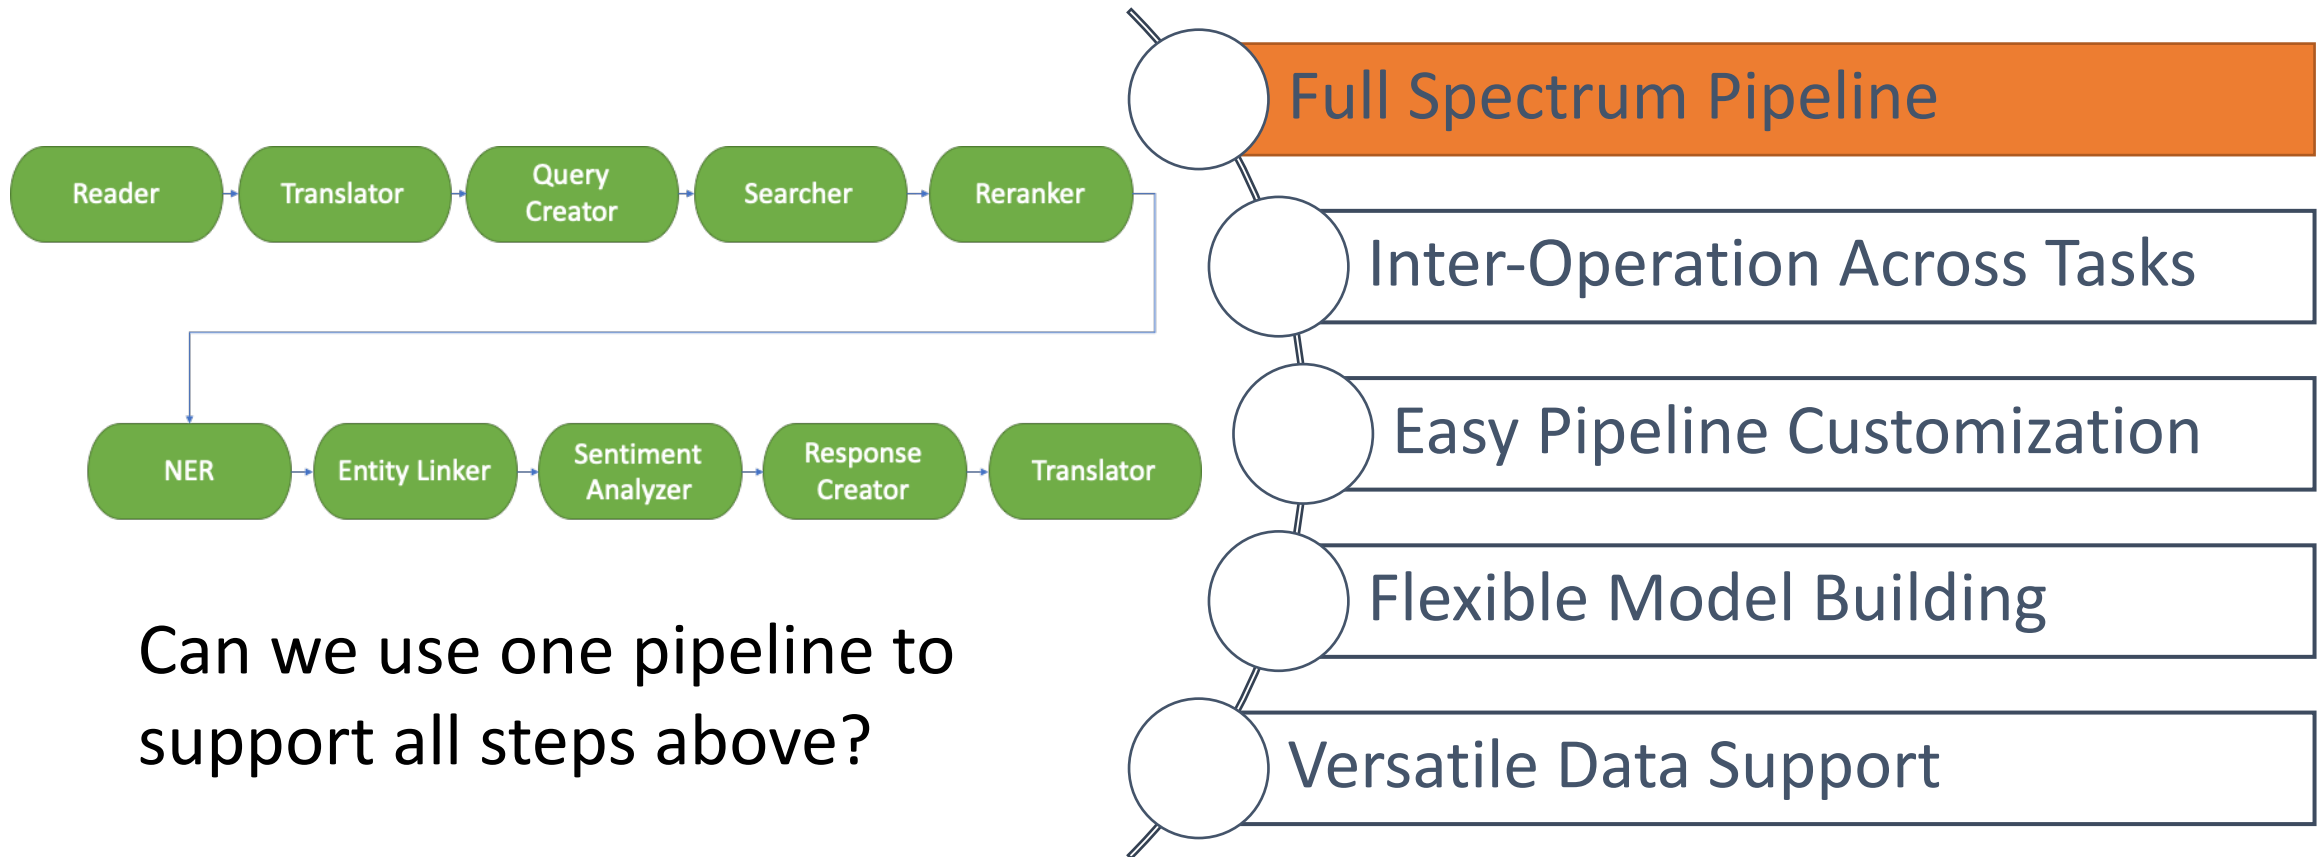 Reader
Translator
Query
Creator
Searcher
Reranker
NER
Entity Linker
Sentiment
Analyzer
Response
Creator
Translator
Can we use one pipeline to
support all steps above?
Full Spectrum Pipeline
Inter-Operation Across Tasks
Easy Pipeline Customization
Flexible Model Building
Versatile Data Support